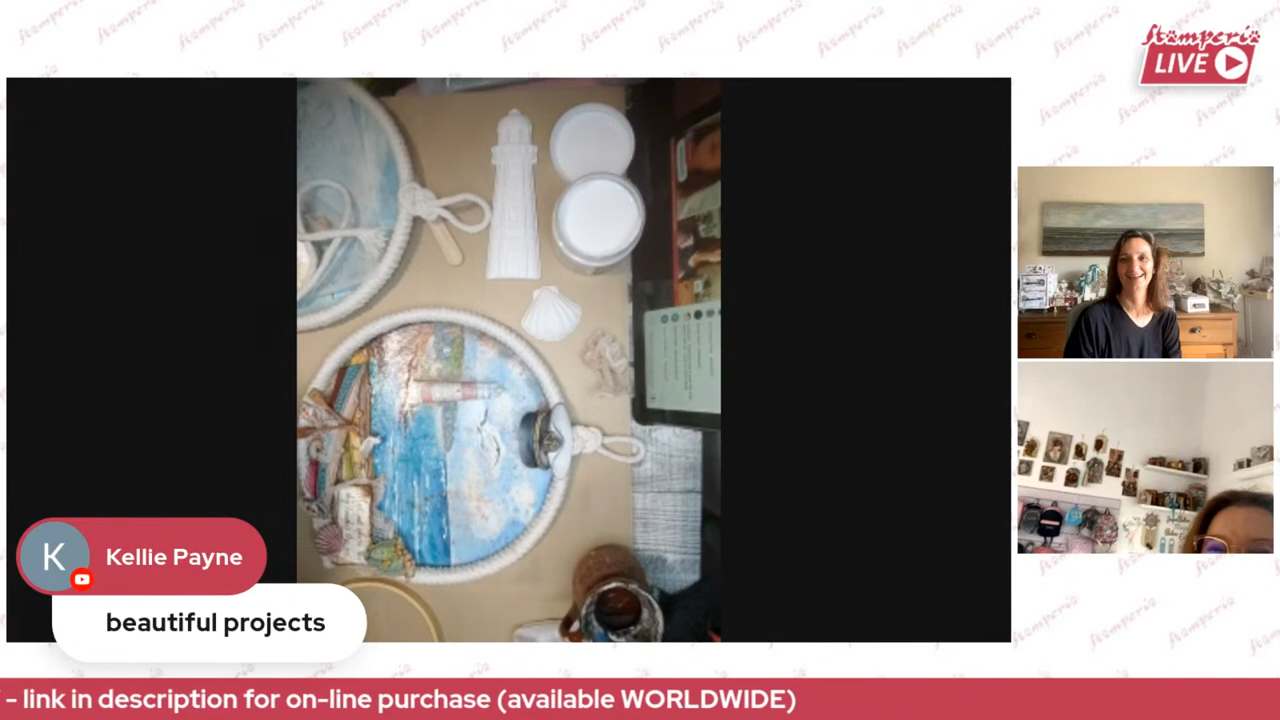 Stamperia
LIVE
K
Kellie Payne
beautiful projects
- link in description for on-line purchase (available WORLDWIDE)